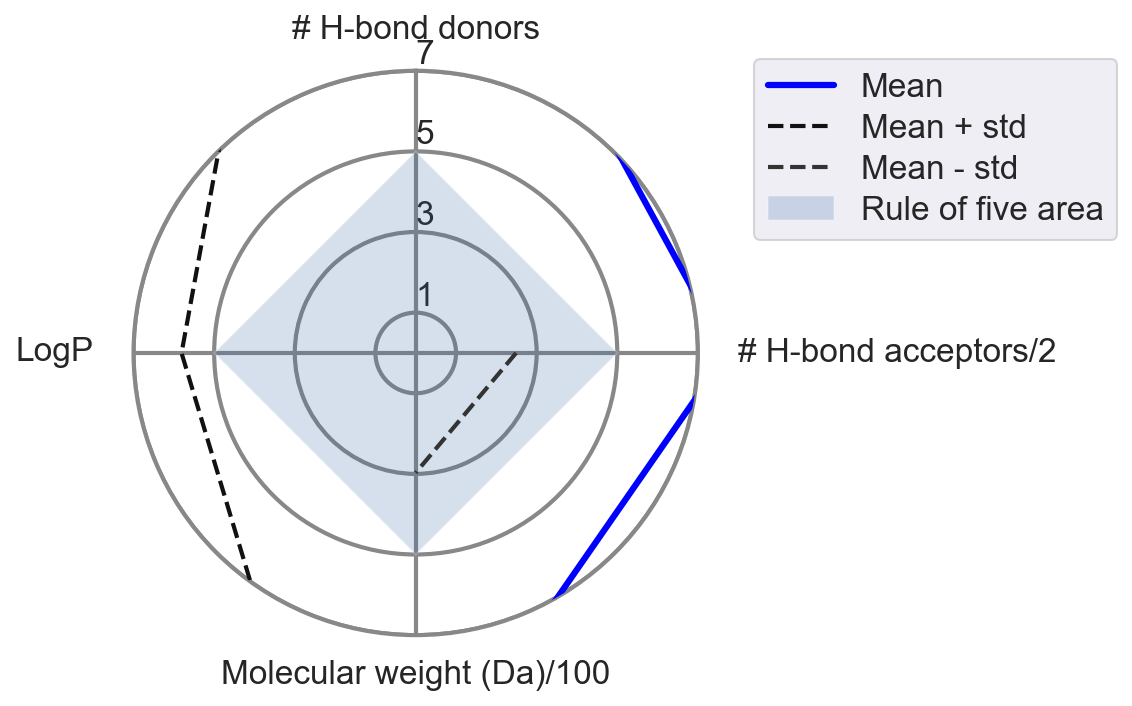 # H-bond donors
7
5
3
1
LogP
# H-bond acceptors/2
Molecular weight (Da)/100
Mean
Mean + std
Mean - std
Rule of five area